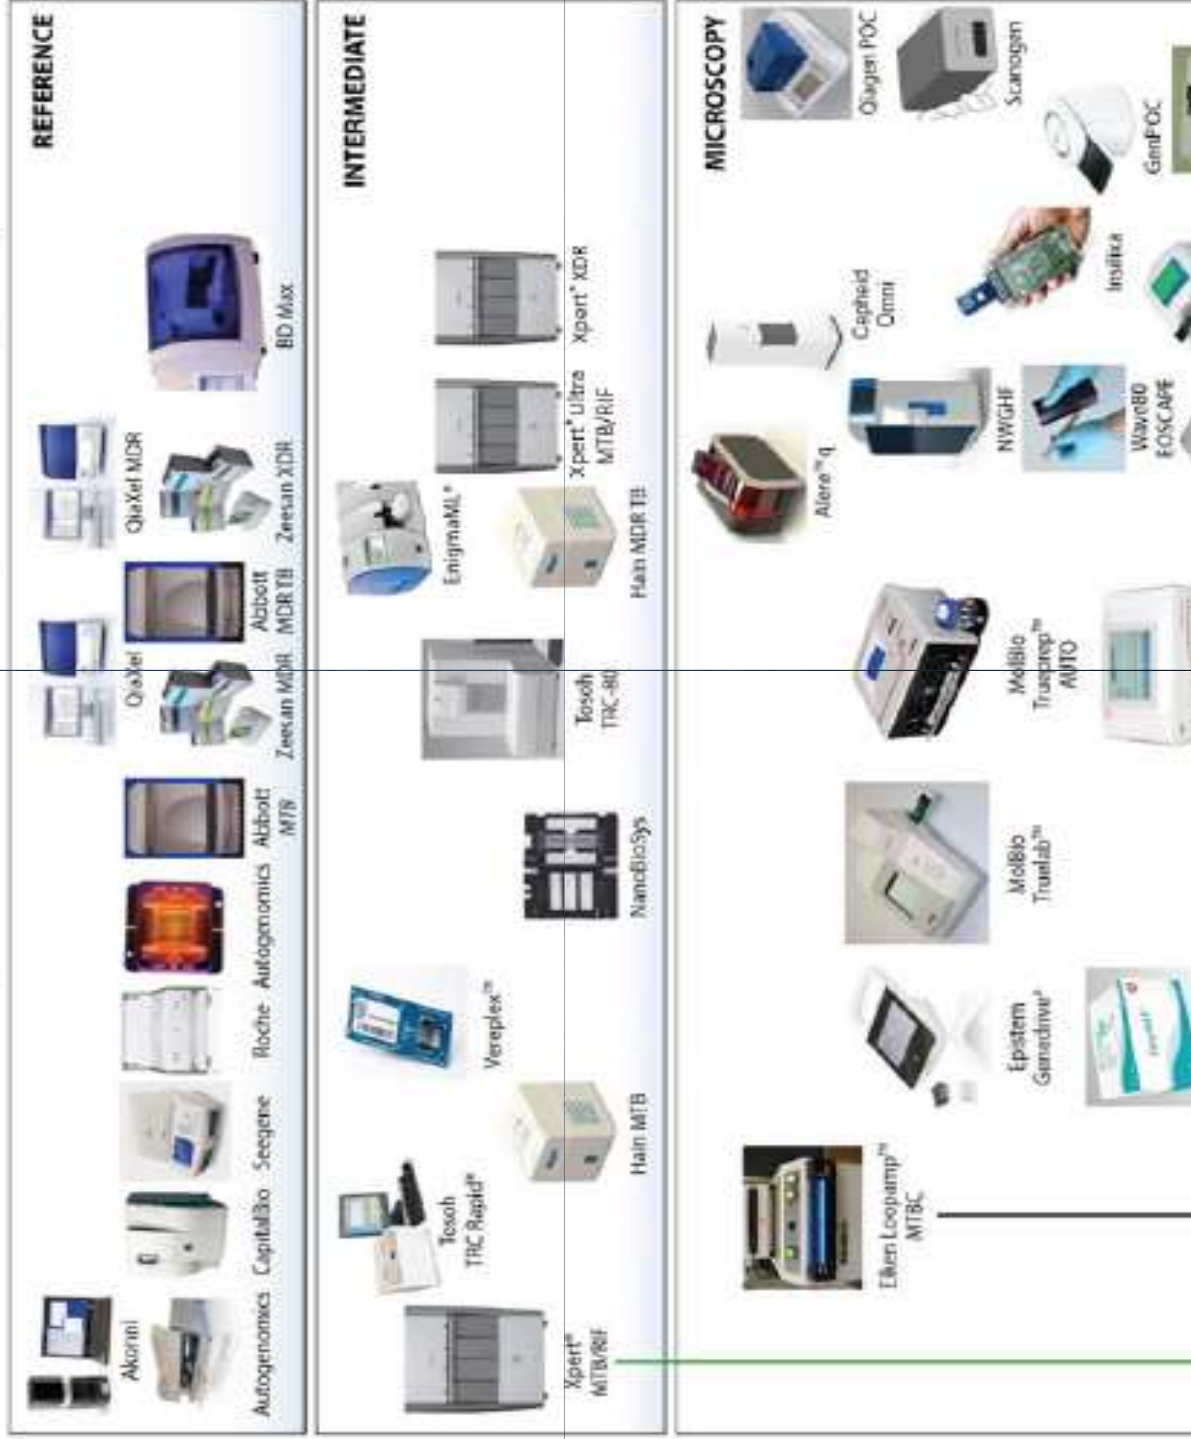 REFERENCE
Akonni
QiaXel
QiaXel MDR
Autogenomics
CapitalBio
Seegene
Roche
Autogenomics
Abbott
MTB
Zeesan MDR
Abbott
MDR TB
Zeesan XDR
BD Max
INTERMEDIATE
Tosoh
TRC Rapid®
Vereplex™
EnigmaML®
Xpert®
MTB/RIF
Hain MTB
NanoBioSys
Tosoh
TRC-80
Hain MDR TB
Xpert® Ultra
MTB/RIF
Xpert® XDR
MICROSCOPY
Alere™ q
Cepheid
Omni
Qiagen POC
Eiken Loopamp™
MTBC
Epistem
Genedrive®
MolBio
Truelab™
MolBio
Trueprep™
AUTO
NWGHF
Scanogen
Wave80
EOSCAPE
Insilixa
GenPOC